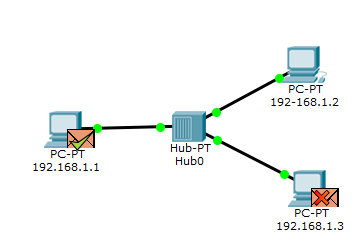 PC-PT
192-168.1.2
Hub-PT
Hub0
PC-PT
192.168.1.1
PC-PT
192.168.1.3